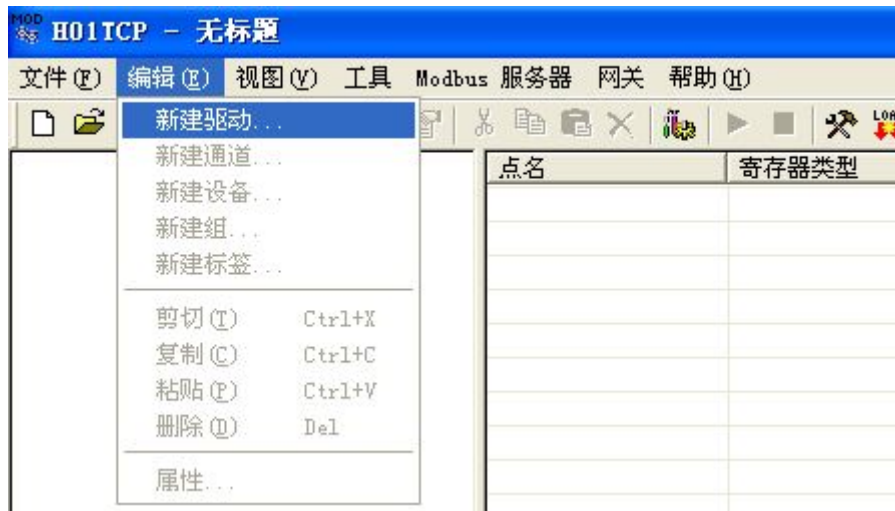 MOD
H01TCP - 无标题
文件(F) 编辑(E) 视图(V) 工具 Modbus 服务器 网关 帮助(H)
新建驱动...
新建通道...
新建设备...
新建组...
新建标签...
剪切(T) Ctrl+X
复制(C) Ctrl+C
粘贴(P) Ctrl+V
删除(D) Del
属性...
点名 寄存器类型